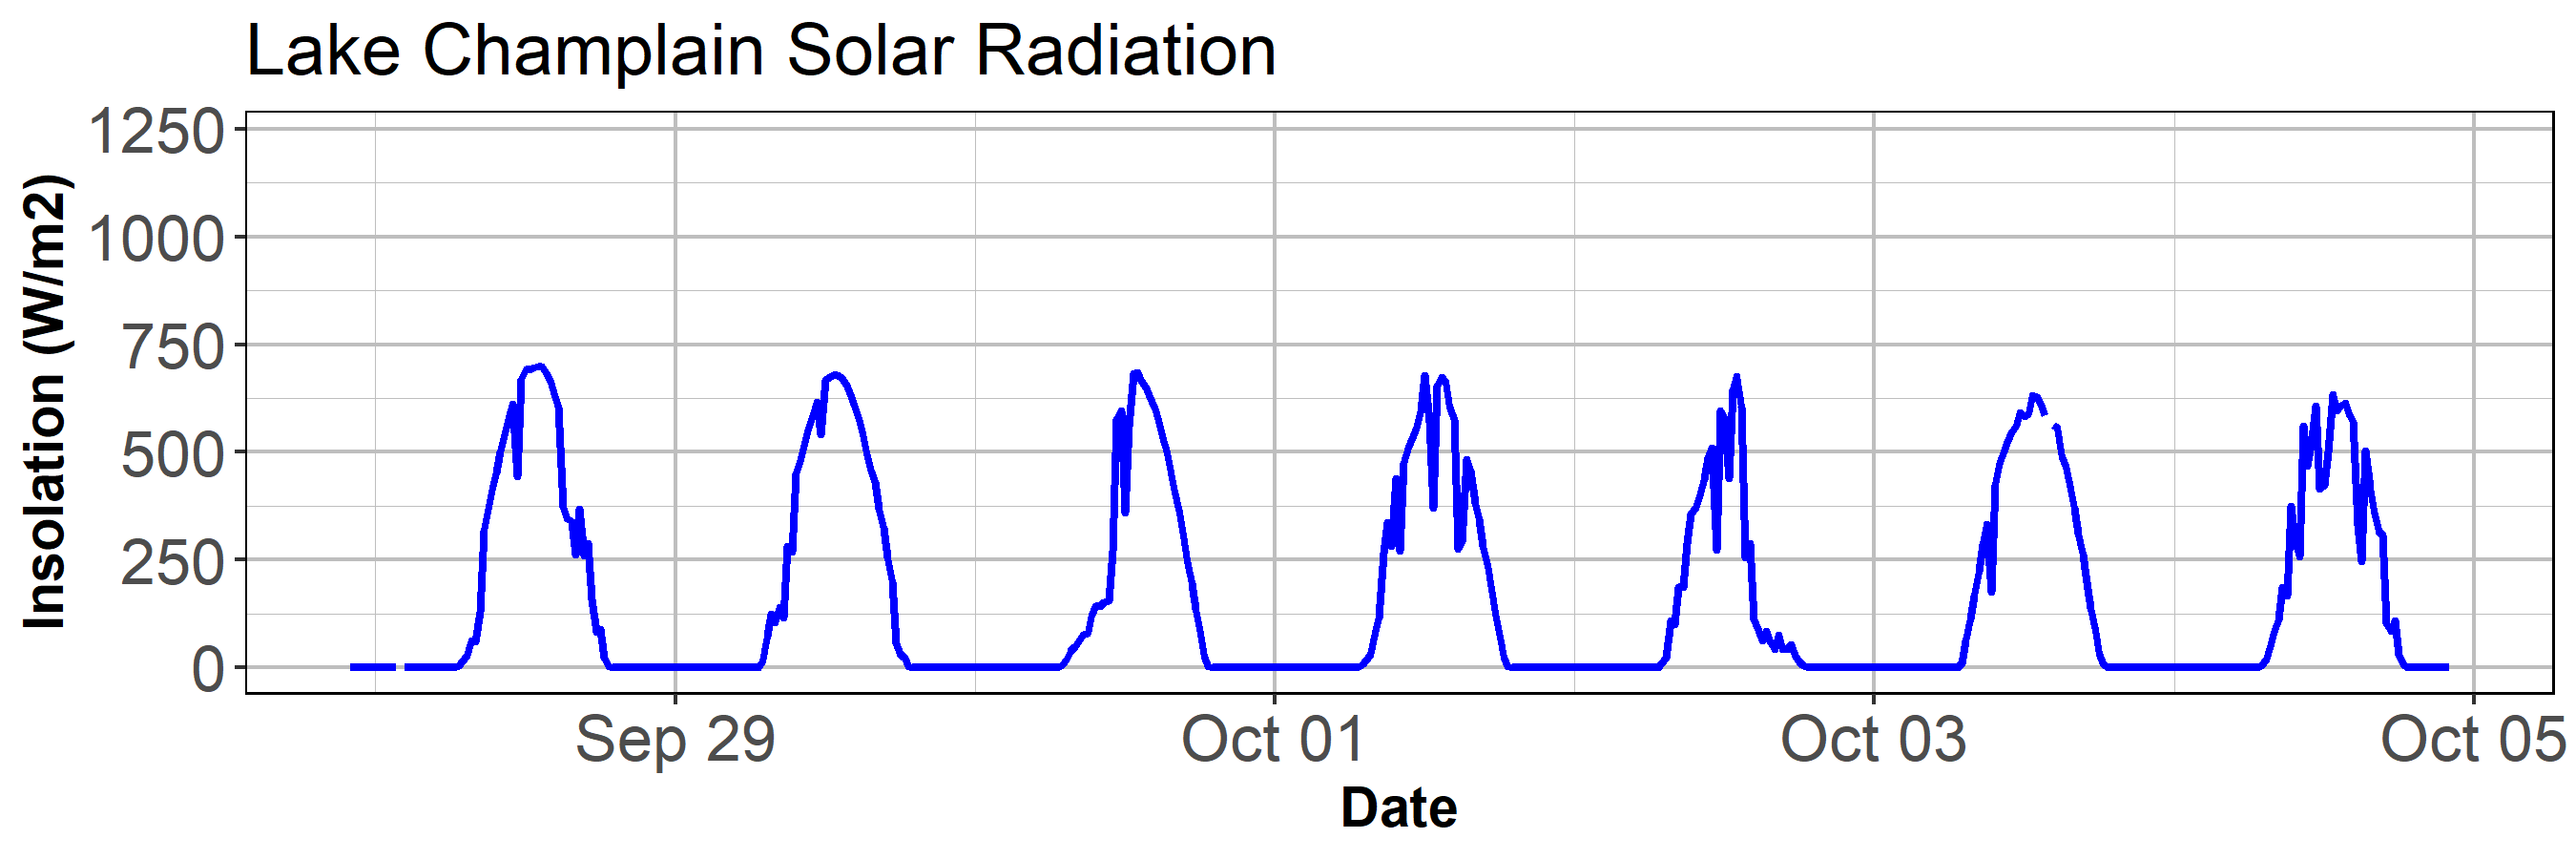 Lake Champlain Solar Radiation
1250
1000
750
500
250
0
Insolation (W/m2)
Sep 29
Oct 01
Oct 03
Oct 05
Date